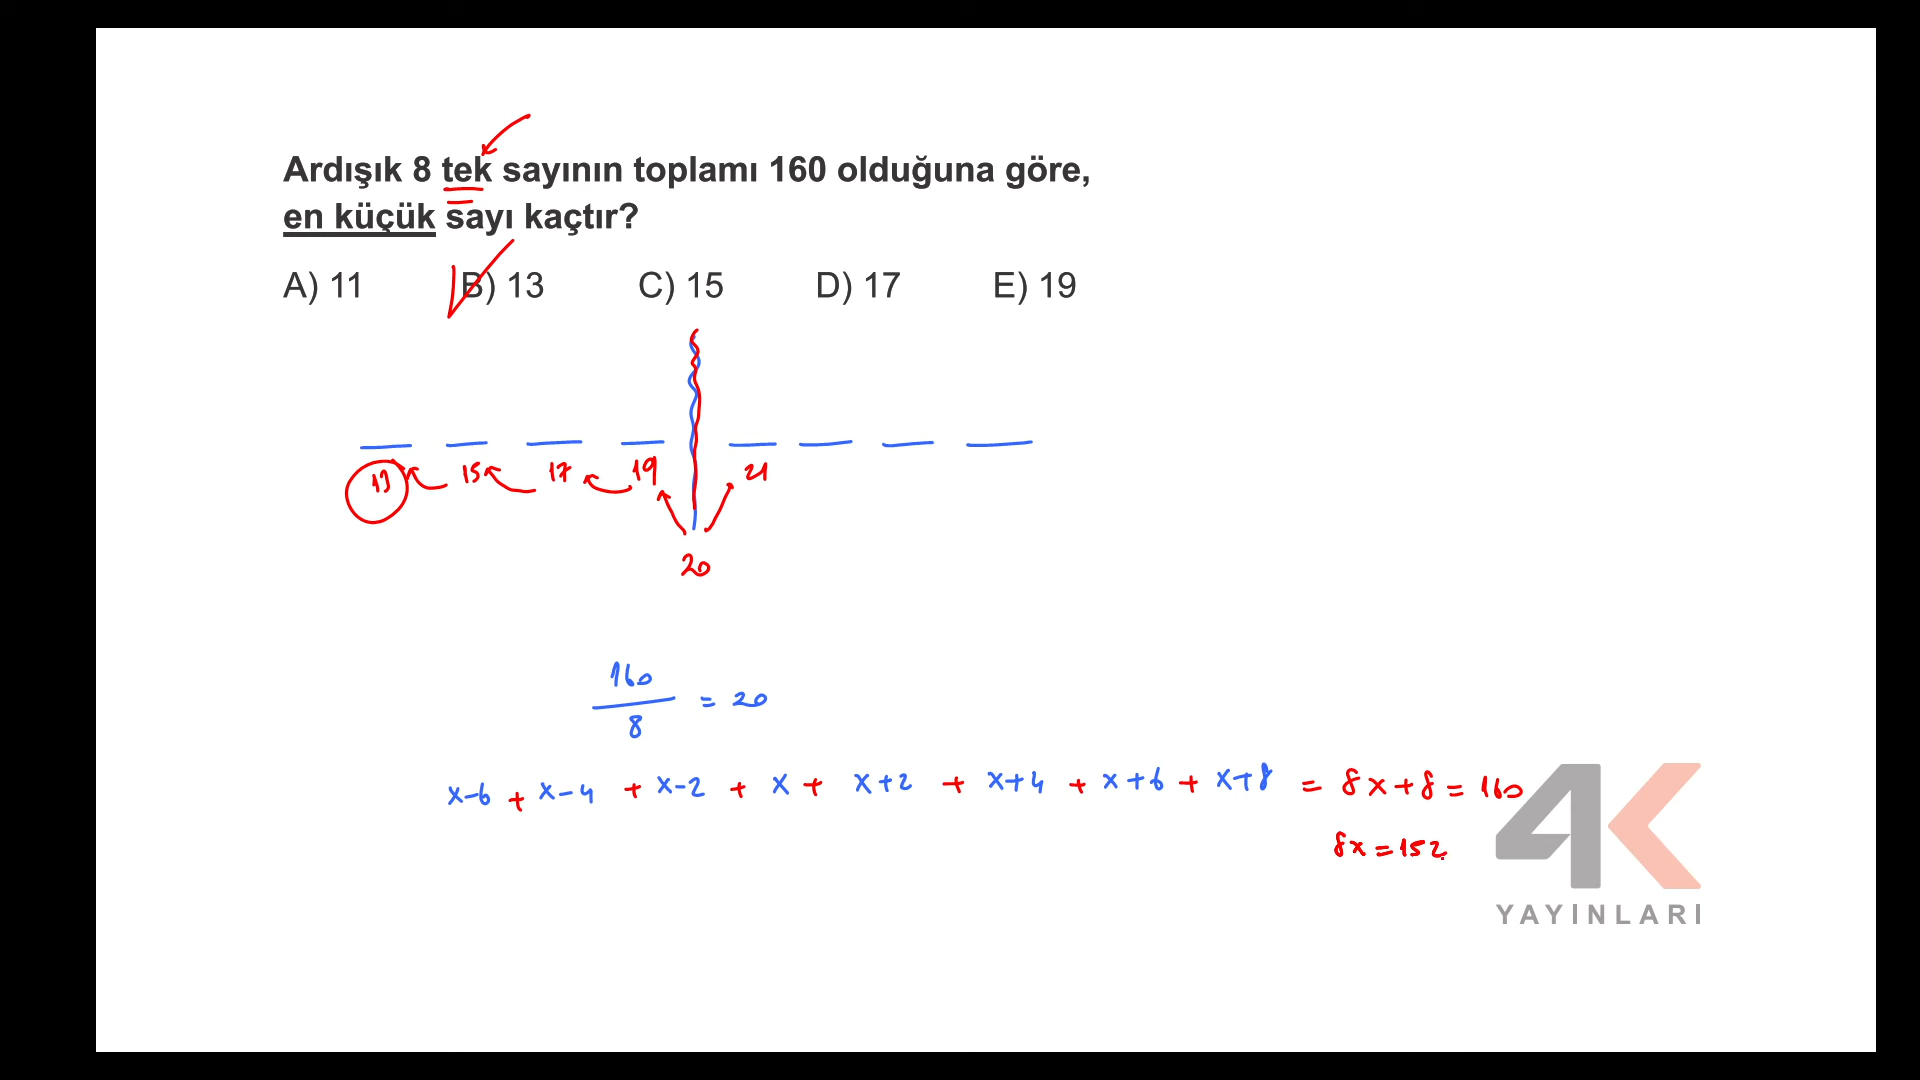 Ardışık 8 tek sayının toplamı 160 olduğuna göre,
en küçük sayı kaçtır?
A) 11 B) 13 C) 15 D) 17 E) 19
13 15 17 19 21
20
160
8
= 20
x-6 + x-4 + x-2 + x + x+2 + x+4 + x+6 + x+8 = 8x+8 = 160
8x = 152
4K
YAYINLARI